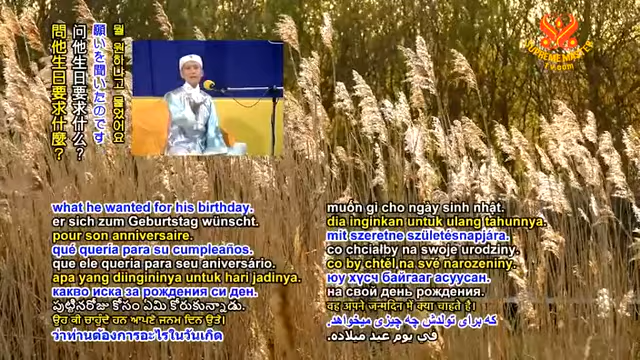 問他生日要求什麼？
问他生日要求什么？
願いを聞いたのです
뭘 원하냐고 물었어요
SUPREME MASTER
TV.com
what he wanted for his birthday.
er sich zum Geburtstag wünscht.
pour son anniversaire.
qué quería para su cumpleaños.
que ele queria para seu aniversário.
apa yang diingininya untuk hari jadinya.
какво иска за рождения си ден.
పుట్టినరోజు కోసం ఏమి కోరుకున్నాడు.
ਉਹ ਕੀ ਚਾਹੁੰਦੇ ਹਨ ਆਪਣੇ ਜਨਮ ਦਿਨ ਉਤੇ।
ว่าท่านต้องการอะไรในวันเกิด
muốn gì cho ngày sinh nhật.
dia inginkan untuk ulang tahunnya.
mit szeretne születésnapjára.
co chciałby na swoje urodziny.
co by chtěl na své narozeniny.
юу хүсч байгааг асуусан.
на свой день рождения.
वह अपने जन्मदिन में क्या चाहते है।
که برای تولدش چه چیزی میخواهد.
في يوم عيد ميلاده.